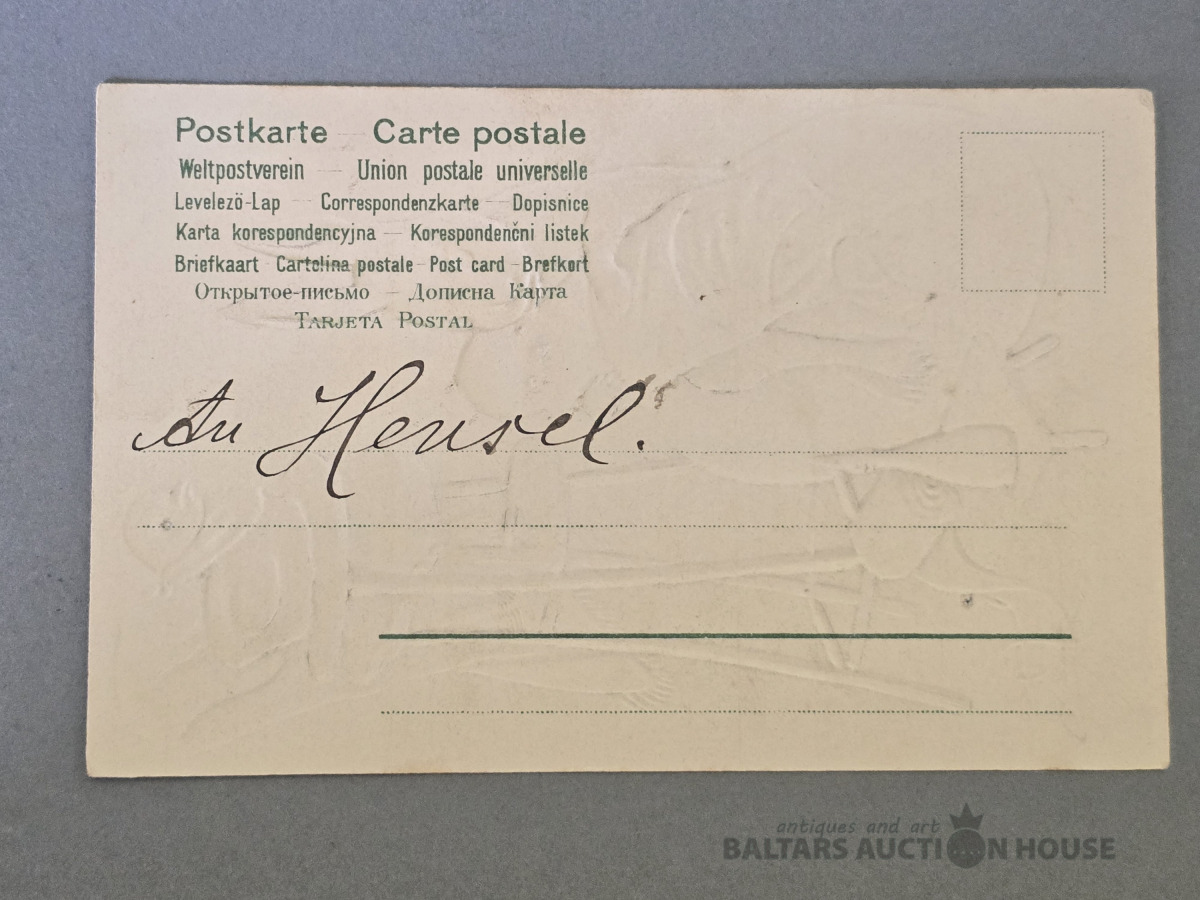 Postkarte — Carte postale
Weltpostverein — Union postale universelle
Levelező-Lap — Correspondenzkarte — Dopisnice
Karta korespondencyjna — Korespondenčni listek
Briefkaart — Cartolina postale — Post card — Brefkort
Открытое-письмо — Дописна Карта
TARJETA POSTAL
An Hensel.
antiques and art
BALTARS AUCTION HOUSE